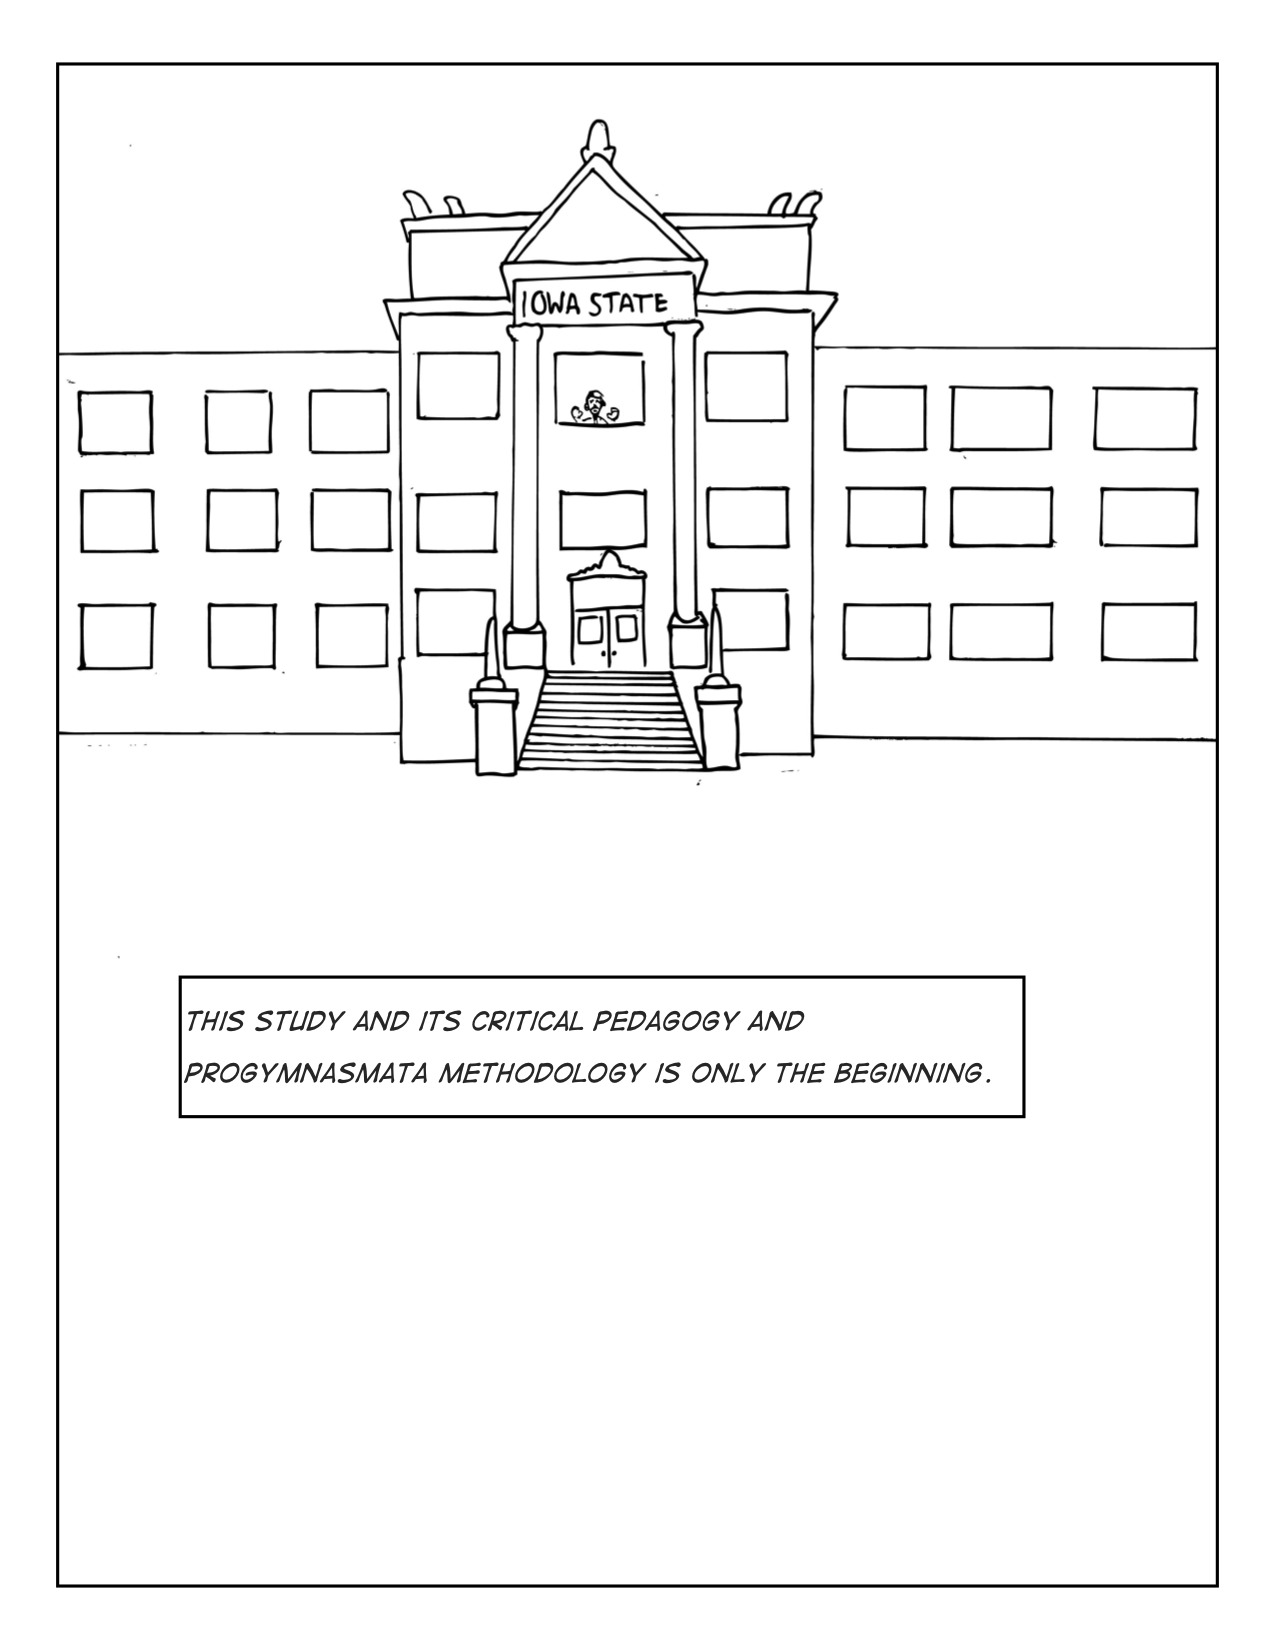 IOWA STATE
THIS STUDY AND ITS CRITICAL PEDAGOGY AND
PROGYMNASMATA METHODOLOGY IS ONLY THE BEGINNING.